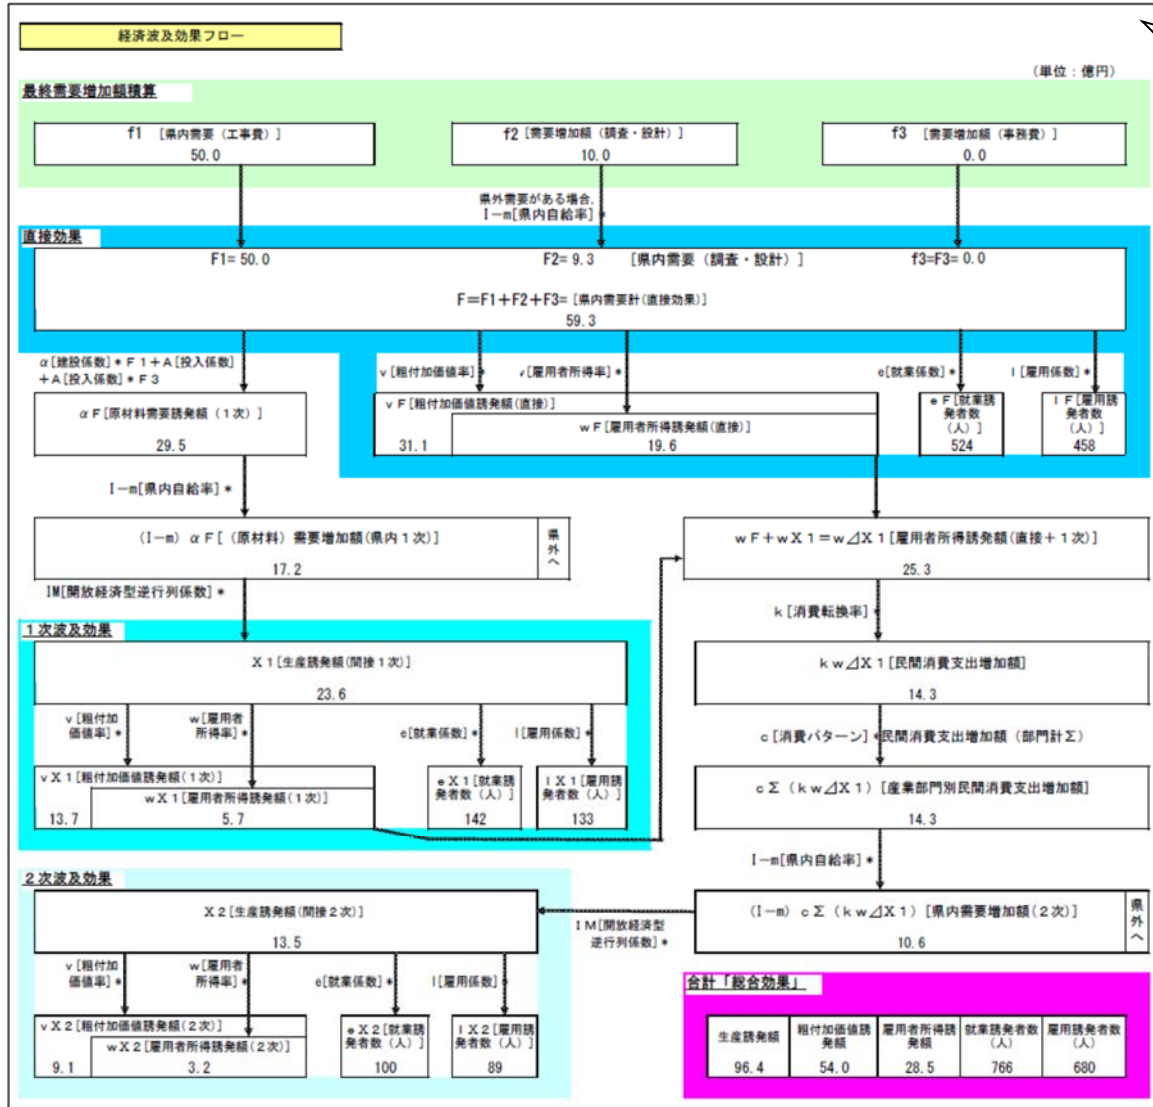 経済波及効果フロー
(単位：億円)
最終需要増加額積算
f1 [県内需要（工事費）]
50.0
f2 [需要増加額（調査・設計）]
10.0
f3 [需要増加額（事務費）]
0.0
県外需要がある場合,
I－m[県内自給率] *
直接効果
F1= 50.0
F2= 9.3 [県内需要（調査・設計）]
f3=F3= 0.0
F＝F1＋F2＋F3= [県内需要計(直接効果)]
59.3
α[建設係数] * F1＋A[投入係数]
＋A[投入係数] * F3
v [粗付加価値率] *
r[雇用者所得率] *
e[就業係数] *
l [雇用係数] *
αF[原材料需要誘発額（1次）]
29.5
vF[粗付加価値誘発額(直接)]
31.1
wF[雇用者所得誘発額(直接)]
19.6
eF[就業誘
発者数
（人）]
524
lF[雇用誘
発者数
（人）]
458
I－m[県内自給率] *
(I－m) αF[（原材料）需要増加額(県内1次)]
17.2
県外へ
wF＋wX1＝w⊿X1[雇用者所得誘発額(直接＋1次)]
25.3
IM[開放経済型逆行列係数] *
k [消費転換率] *
1次波及効果
X1[生産誘発額(間接1次)]
23.6
kw⊿X1[民間消費支出増加額]
14.3
v [粗付加
価値率] *
w[雇用者
所得率] *
e[就業係数] *
l[雇用係数] *
c [消費パターン] *民間消費支出増加額（部門計Σ）
vX1[粗付加価値誘発額(1次)]
13.7
wX1[雇用者所得誘発額(1次)]
5.7
eX1[就業誘
発者数（人）]
142
lX1[雇用誘
発者数（人）]
133
cΣ（kw⊿X1）[産業部門別民間消費支出増加額]
14.3
I－m[県内自給率] *
2次波及効果
X2[生産誘発額(間接2次)]
13.5
IM[開放経済型
逆行列係数] *
(I－m) cΣ（kw⊿X1）[県内需要増加額(2次)]
10.6
県外へ
v [粗付加
価値率] *
w[雇用者
所得率] *
e[就業係数] *
l[雇用係数] *
vX2[粗付加価値誘発額(2次)]
9.1
wX2[雇用者所得誘発額(2次)]
3.2
eX2[就業誘
発者数（人）]
100
lX2[雇用誘
発者数（人）]
89
合計「総合効果」
生産誘発額 粗付加価値誘発額 雇用者所得誘発額 就業誘発者数（人） 雇用誘発者数（人）
96.4 54.0 28.5 766 680